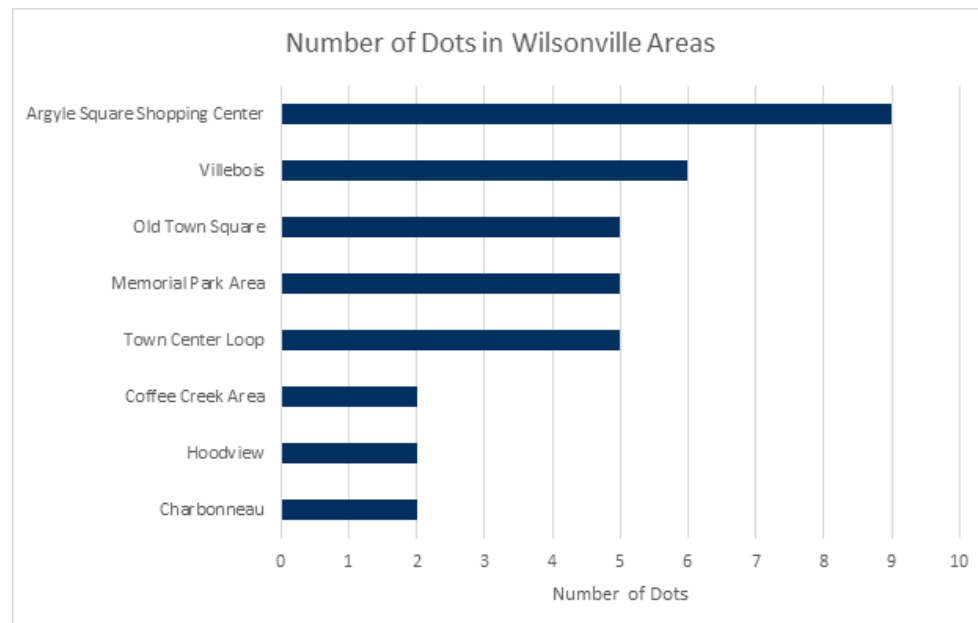 Number of Dots in Wilsonville Areas
Argyle Square Shopping Center
Villebois
Old Town Square
Memorial Park Area
Town Center Loop
Coffee Creek Area
Hoodview
Charbonneau
0 1 2 3 4 5 6 7 8 9 10
Number of Dots